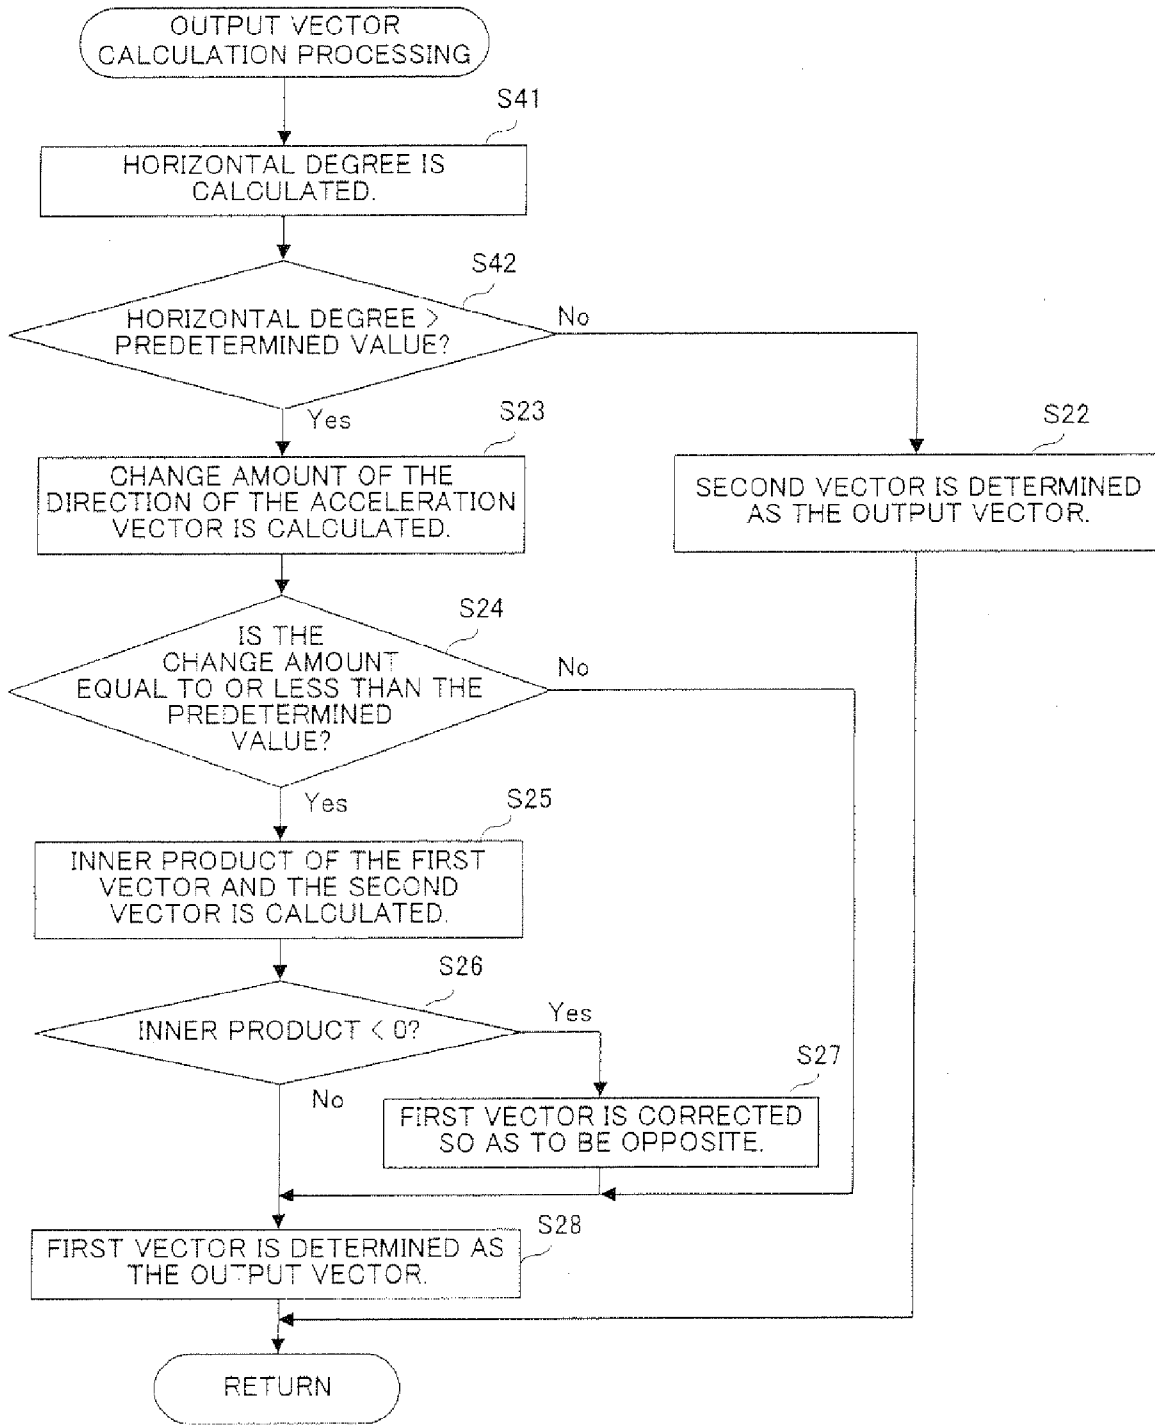 OUTPUT VECTOR
CALCULATION PROCESSING
S41
HORIZONTAL DEGREE IS
CALCULATED.
S42
HORIZONTAL DEGREE >
PREDETERMINED VALUE?
No
Yes
S23
CHANGE AMOUNT OF THE
DIRECTION OF THE ACCELERATION
VECTOR IS CALCULATED.
S22
SECOND VECTOR IS DETERMINED
AS THE OUTPUT VECTOR.
S24
IS THE
CHANGE AMOUNT
EQUAL TO OR LESS THAN THE
PREDETERMINED
VALUE?
No
Yes
S25
INNER PRODUCT OF THE FIRST
VECTOR AND THE SECOND
VECTOR IS CALCULATED.
S26
INNER PRODUCT < 0?
Yes
No
S27
FIRST VECTOR IS CORRECTED
SO AS TO BE OPPOSITE.
S28
FIRST VECTOR IS DETERMINED AS
THE OUTPUT VECTOR.
RETURN